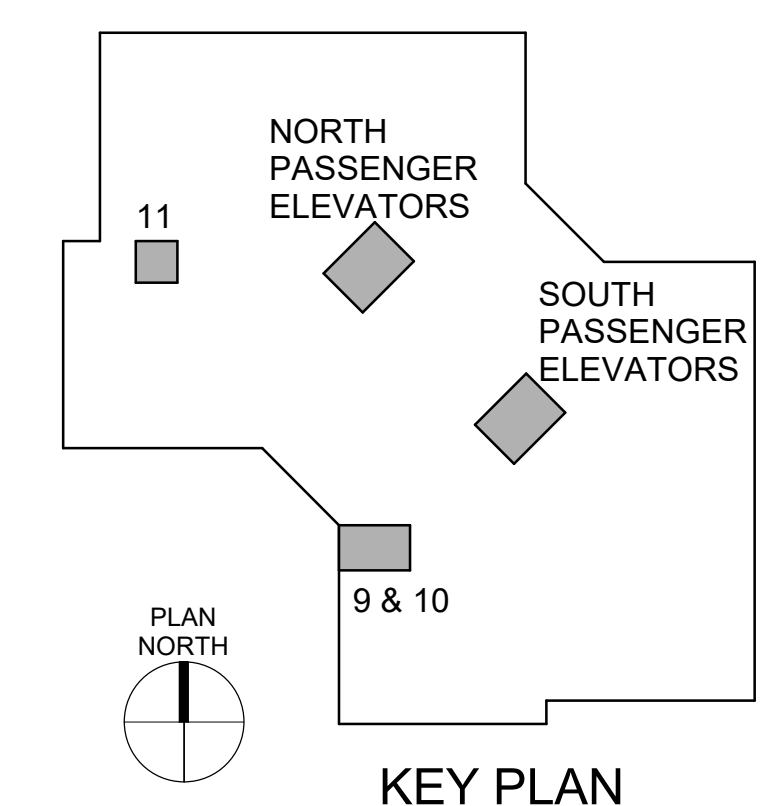 NORTH
PASSENGER
ELEVATORS
11
SOUTH
PASSENGER
ELEVATORS
9 & 10
PLAN
NORTH
KEY PLAN